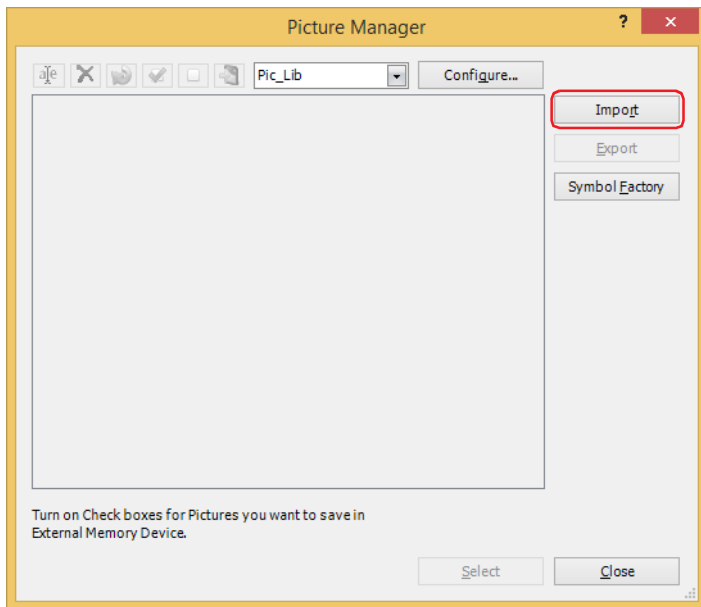 Picture Manager
?
Pic_Lib
Configure...
Import
Export
Symbol Factory
Turn on Check boxes for Pictures you want to save in
External Memory Device.
Select
Close